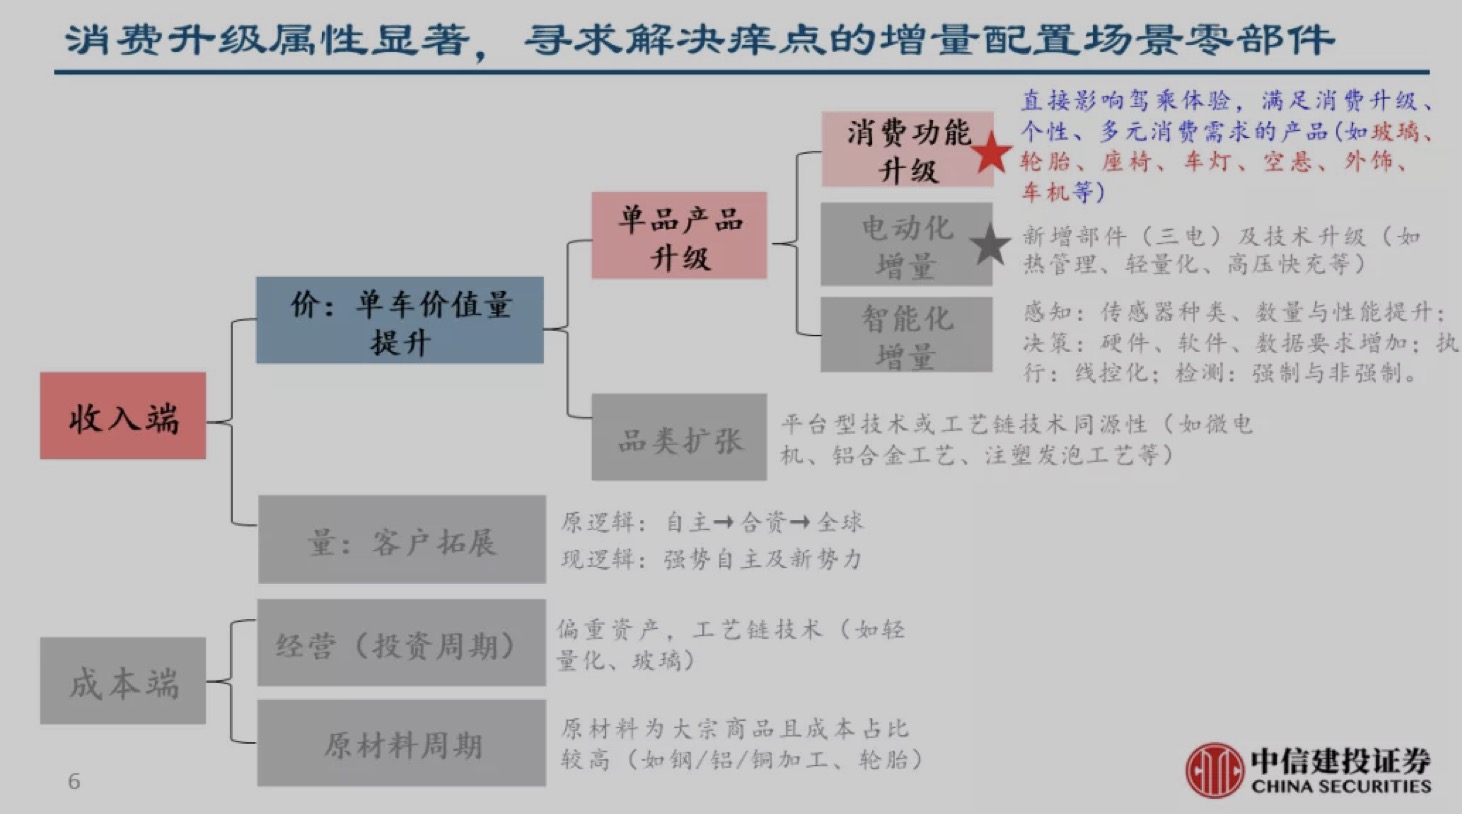 消费升级属性显著，寻求解决痒点的增量配置场景零部件
直接影响驾乘体验，满足消费升级、
个性、多元消费需求的产品(如玻璃、
轮胎、座椅、车灯、空悬、外饰、
车机等)
消费功能
升级
单品产品
升级
电动化
增量
新增部件（三电）及技术升级（如
热管理、轻量化、高压快充等）
智能化
增量
感知：传感器种类、数量与性能提升；
决策：硬件、软件、数据要求增加；执
行：线控化；检测：强制与非强制。
价：单车价值量
提升
收入端
品类扩张
平台型技术或工艺链技术同源性（如微电
机、铝合金工艺、注塑发泡工艺等）
量：客户拓展
原逻辑：自主→合资→全球
现逻辑：强势自主及新势力
成本端
经营（投资周期）
偏重资产，工艺链技术（如轻
量化、玻璃）
原材料周期
原材料为大宗商品且成本占比
较高（如钢/铝/铜加工、轮胎）
6
中信建投证券
CHINA SECURITIES